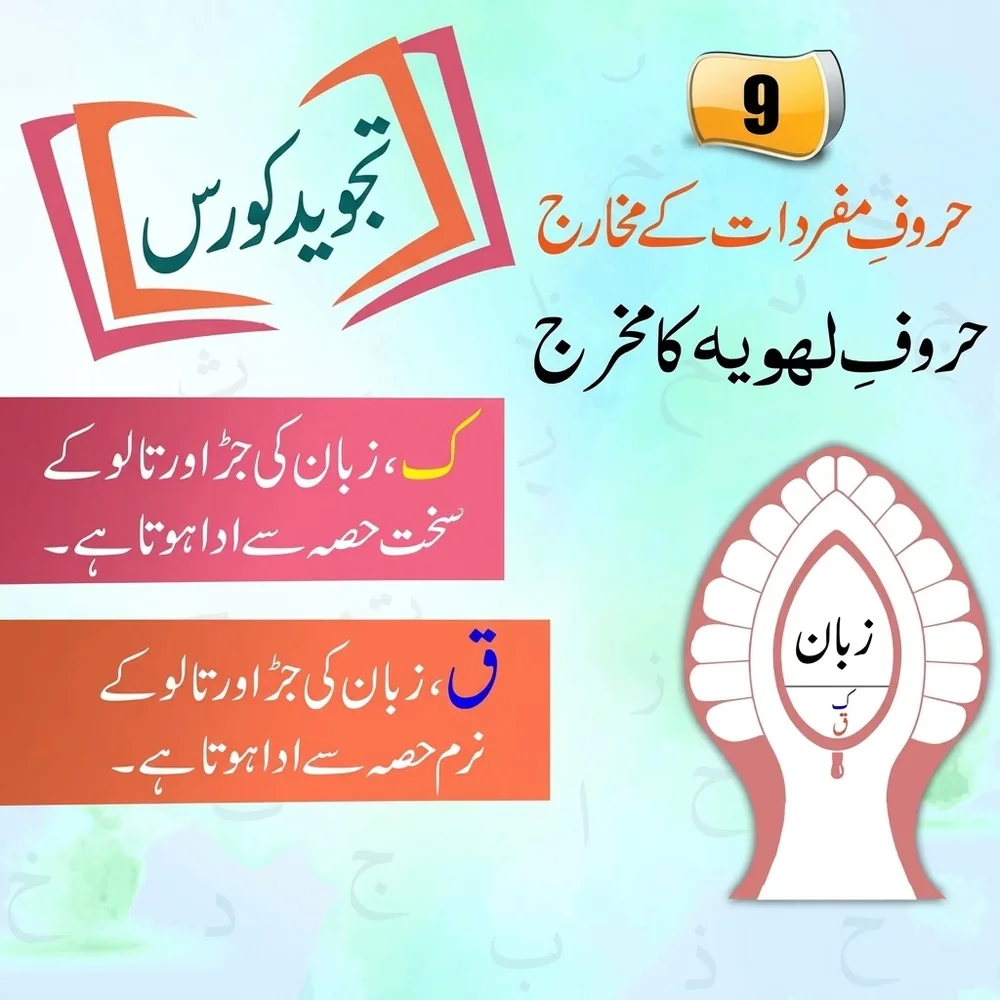 تجوید کورس
9
حروفِ مفردات کے مخارج
حروفِ لہویہ کا مخرج
ک، زبان کی جڑ اور تالو کے
سخت حصہ سے ادا ہوتا ہے۔
ق، زبان کی جڑ اور تالو کے
نرم حصہ سے ادا ہوتا ہے۔
زبان
ک
ق